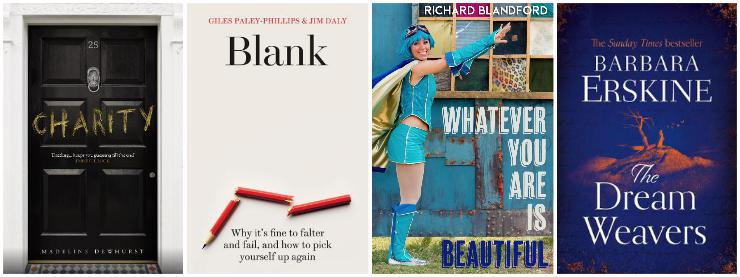 25
CHARITY
MADELINE DEWHURST
GILES PALEY-PHILLIPS & JIM DALY
Blank
Why it's fine to falter
and fail, and how to pick
yourself up again
RICHARD BLANDFORD
WHATEVER
YOU
ARE
IS
BEAUTIFUL
The Sunday Times bestseller
BARBARA
ERSKINE
The
Dream
Weavers